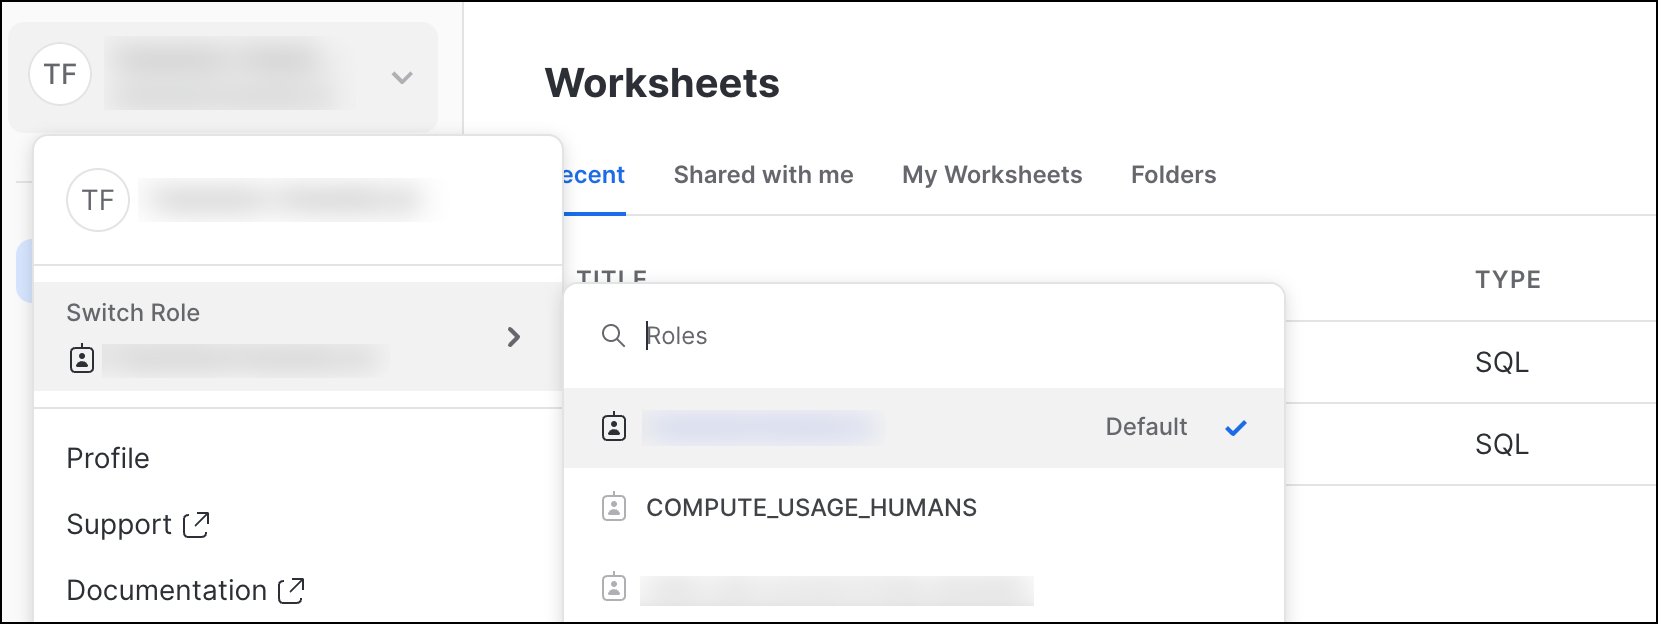 TF
Worksheets
ecent Shared with me My Worksheets Folders
TF
TITLE TYPE
Switch Role
Roles
SQL
Default
SQL
Profile
COMPUTE_USAGE_HUMANS
Support
Documentation